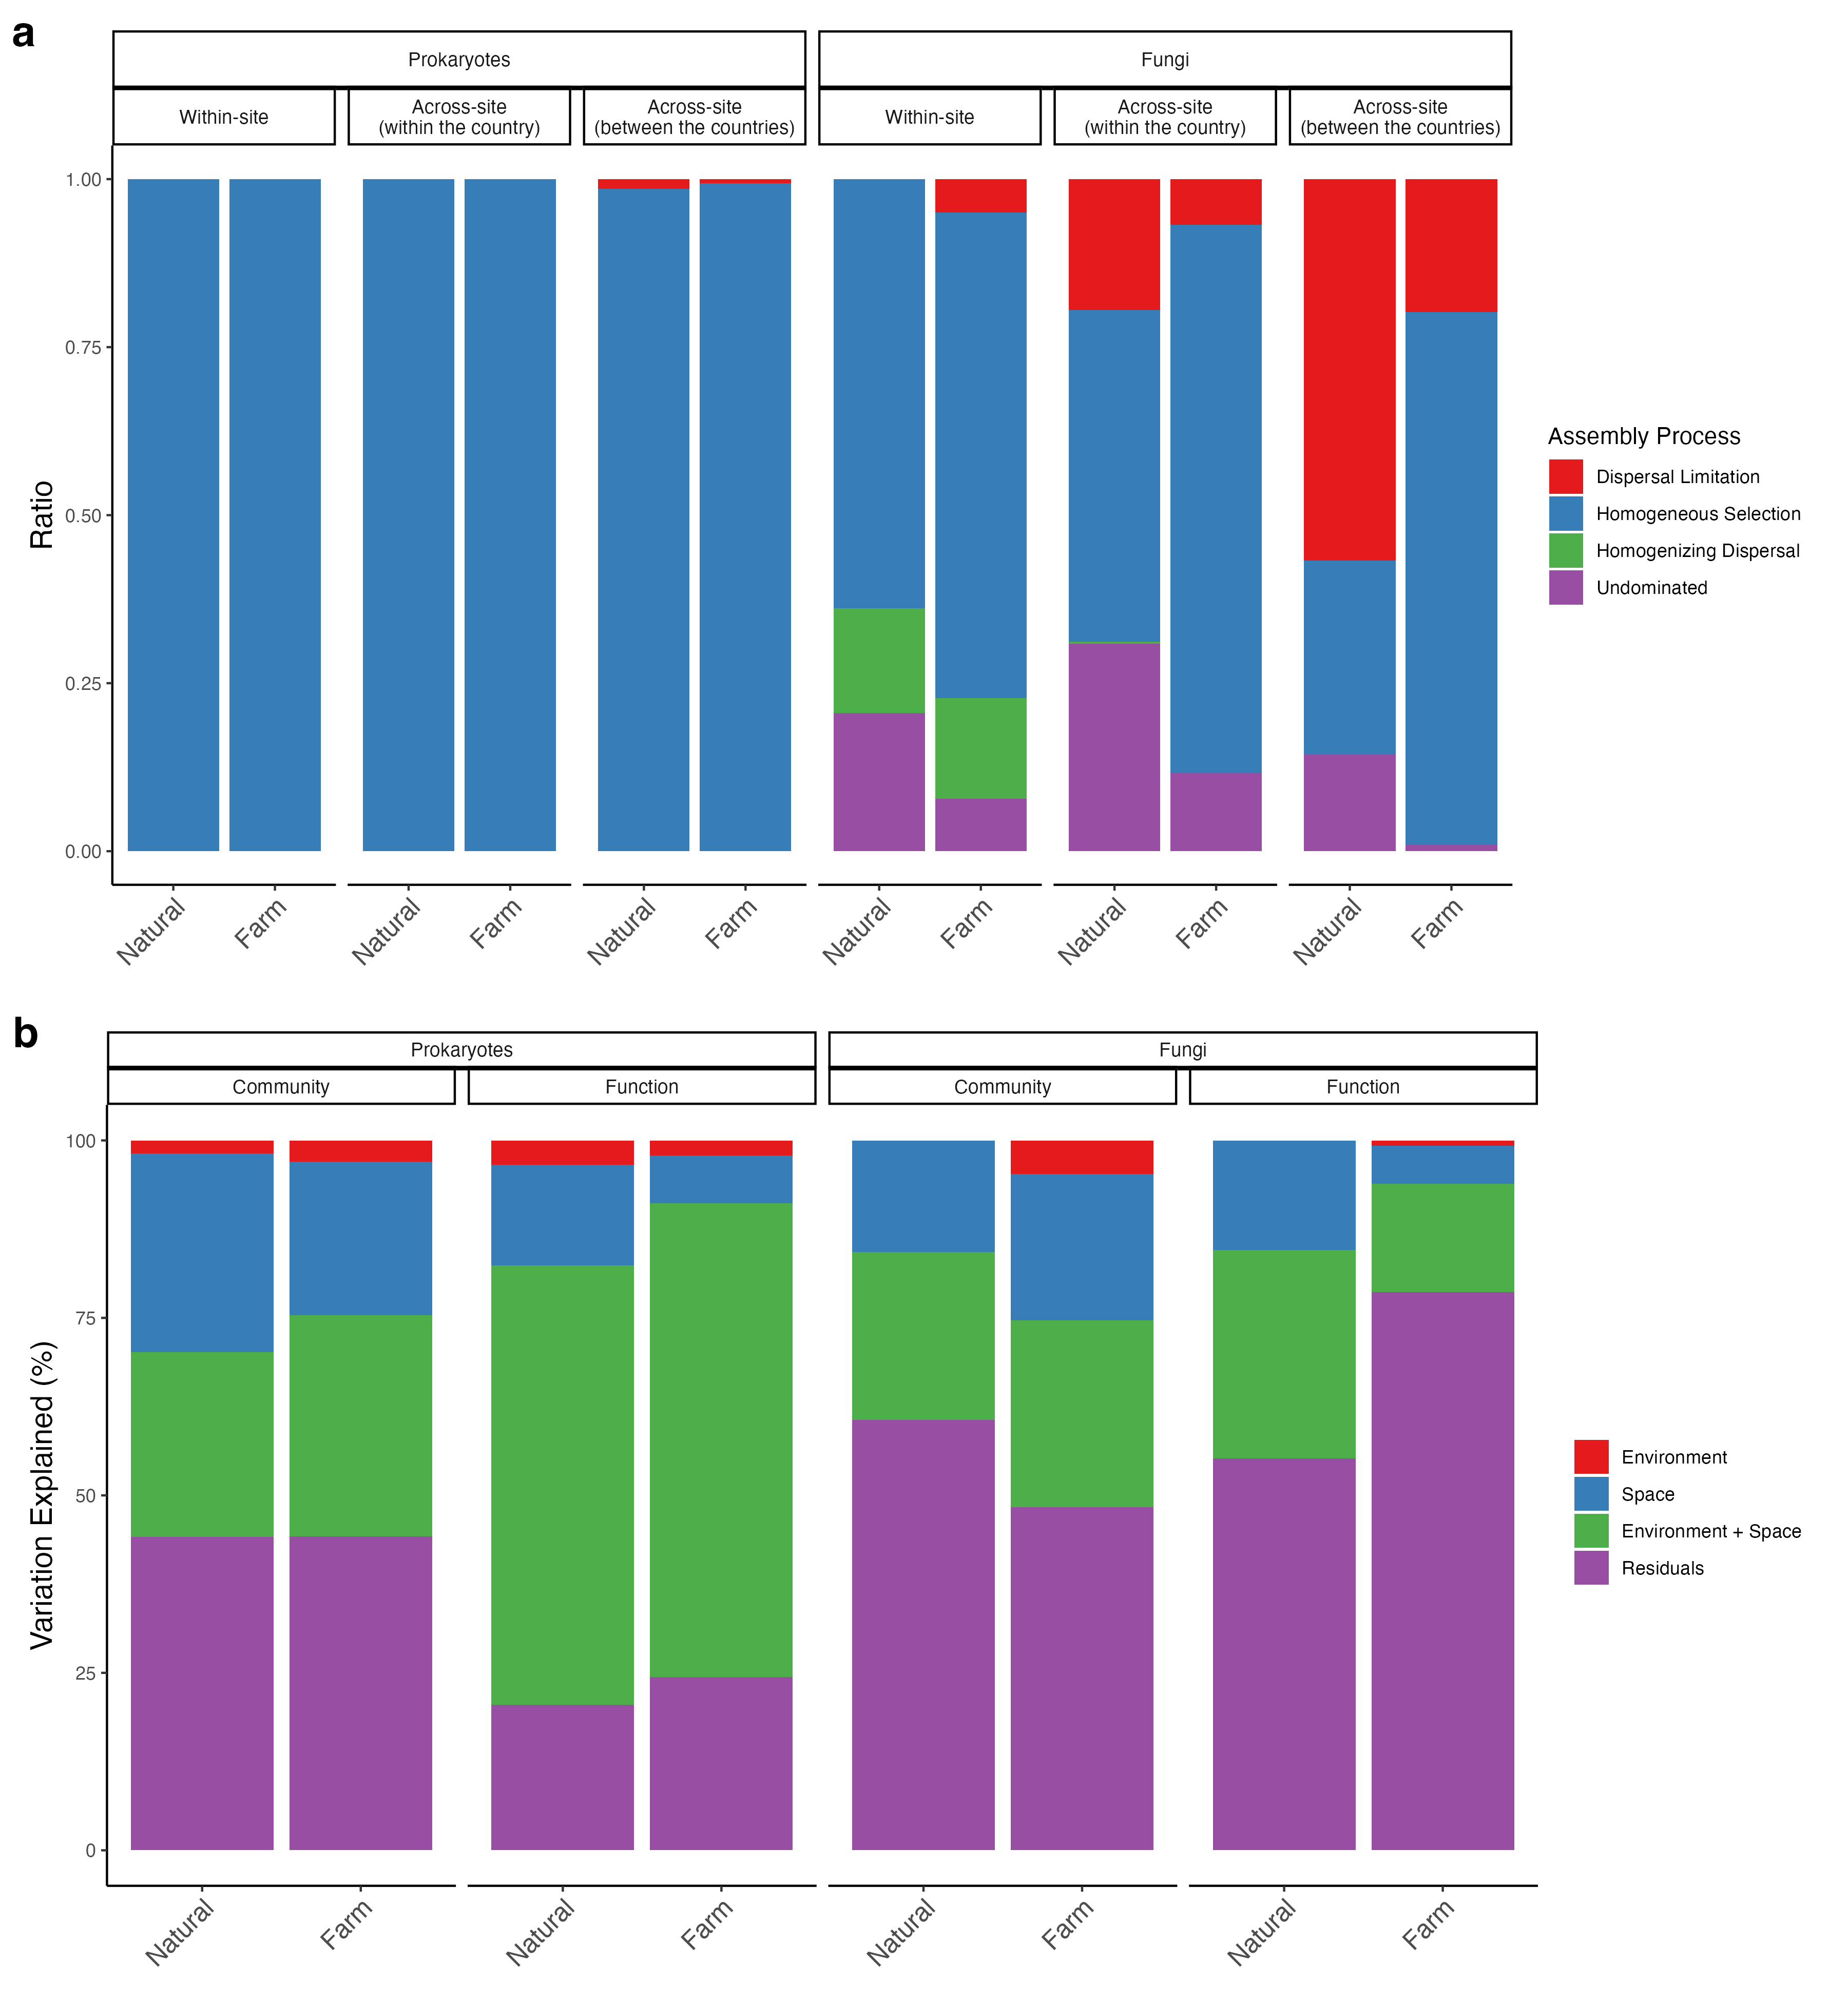 a
Prokaryotes
Fungi
Within-site
Across-site
(within the country)
Across-site
(between the countries)
Within-site
Across-site
(within the country)
Across-site
(between the countries)
Ratio
1.00
0.75
0.50
0.25
0.00
Natural
Farm
Natural
Farm
Natural
Farm
Natural
Farm
Natural
Farm
Natural
Farm
Assembly Process
Dispersal Limitation
Homogeneous Selection
Homogenizing Dispersal
Undominated
b
Prokaryotes
Fungi
Community
Function
Community
Function
Variation Explained (%)
100
75
50
25
0
Natural
Farm
Natural
Farm
Natural
Farm
Natural
Farm
Environment
Space
Environment + Space
Residuals